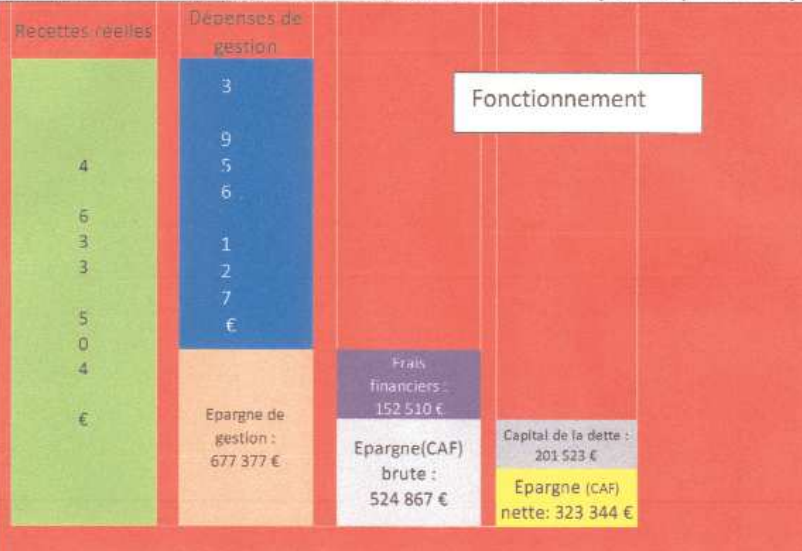 Recettes réelles
Dépenses de
gestion
Fonctionnement
4
6
3
3
5
0
4
€
3
9
5
6
1
2
7
€
Epargne de
gestion :
677 377 €
Frais
financiers :
152 510 €
Epargne(CAF)
brute :
524 867 €
Capital de la dette :
201 523 €
Epargne (CAF)
nette: 323 344 €